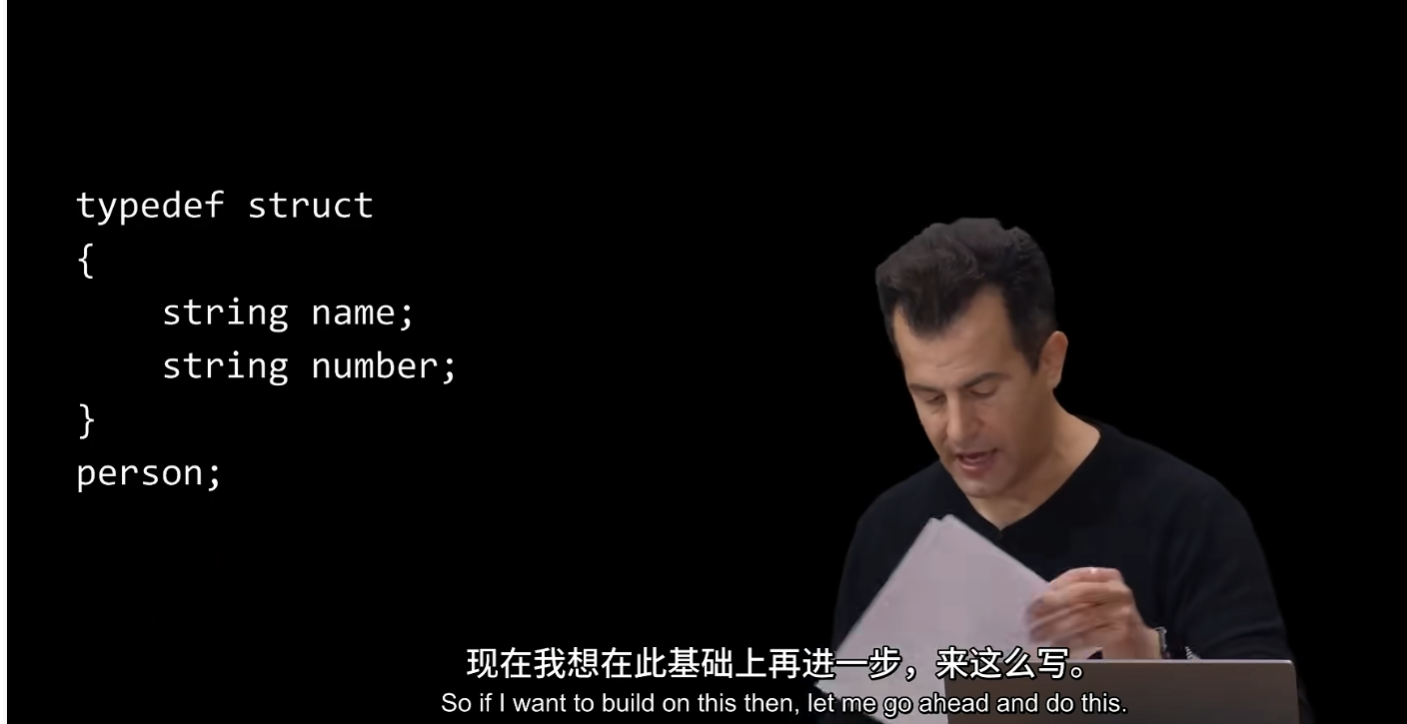 typedef struct
{
    string name;
    string number;
}
person;
现在我想在此基础上再进一步，来这么写。
So if I want to build on this then, let me go ahead and do this.